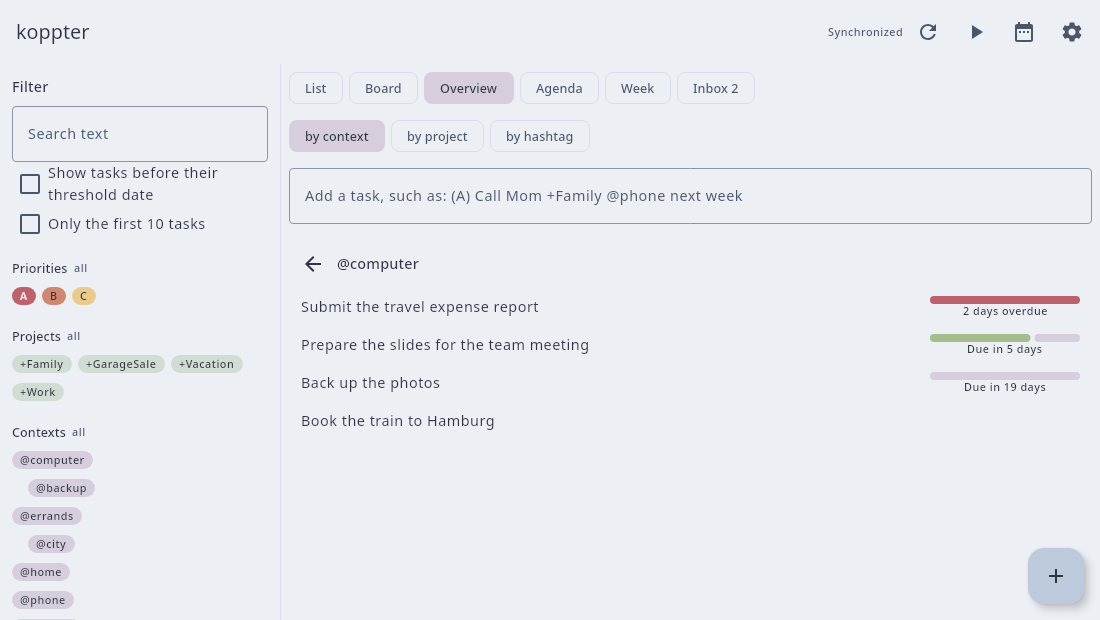 koppter
Synchronized
Filter
Search text
Show tasks before their
threshold date
Only the first 10 tasks
Priorities all
A B C
Projects all
+Family +GarageSale +Vacation
+Work
Contexts all
@computer
@backup
@errands
@city
@home
@phone
List Board Overview Agenda Week Inbox 2
by context by project by hashtag
Add a task, such as: (A) Call Mom +Family @phone next week
@computer
Submit the travel expense report
2 days overdue
Prepare the slides for the team meeting
Due in 5 days
Back up the photos
Due in 19 days
Book the train to Hamburg